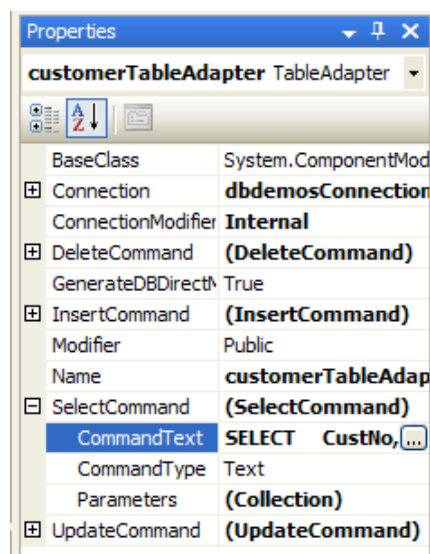 Properties
customerTableAdapter TableAdapter
BaseClass System.ComponentMod
Connection dbdemosConnection
ConnectionModifier Internal
DeleteCommand (DeleteCommand)
GenerateDBDirectM True
InsertCommand (InsertCommand)
Modifier Public
Name customerTableAdap
SelectCommand (SelectCommand)
CommandText SELECT CustNo, ...
CommandType Text
Parameters (Collection)
UpdateCommand (UpdateCommand)